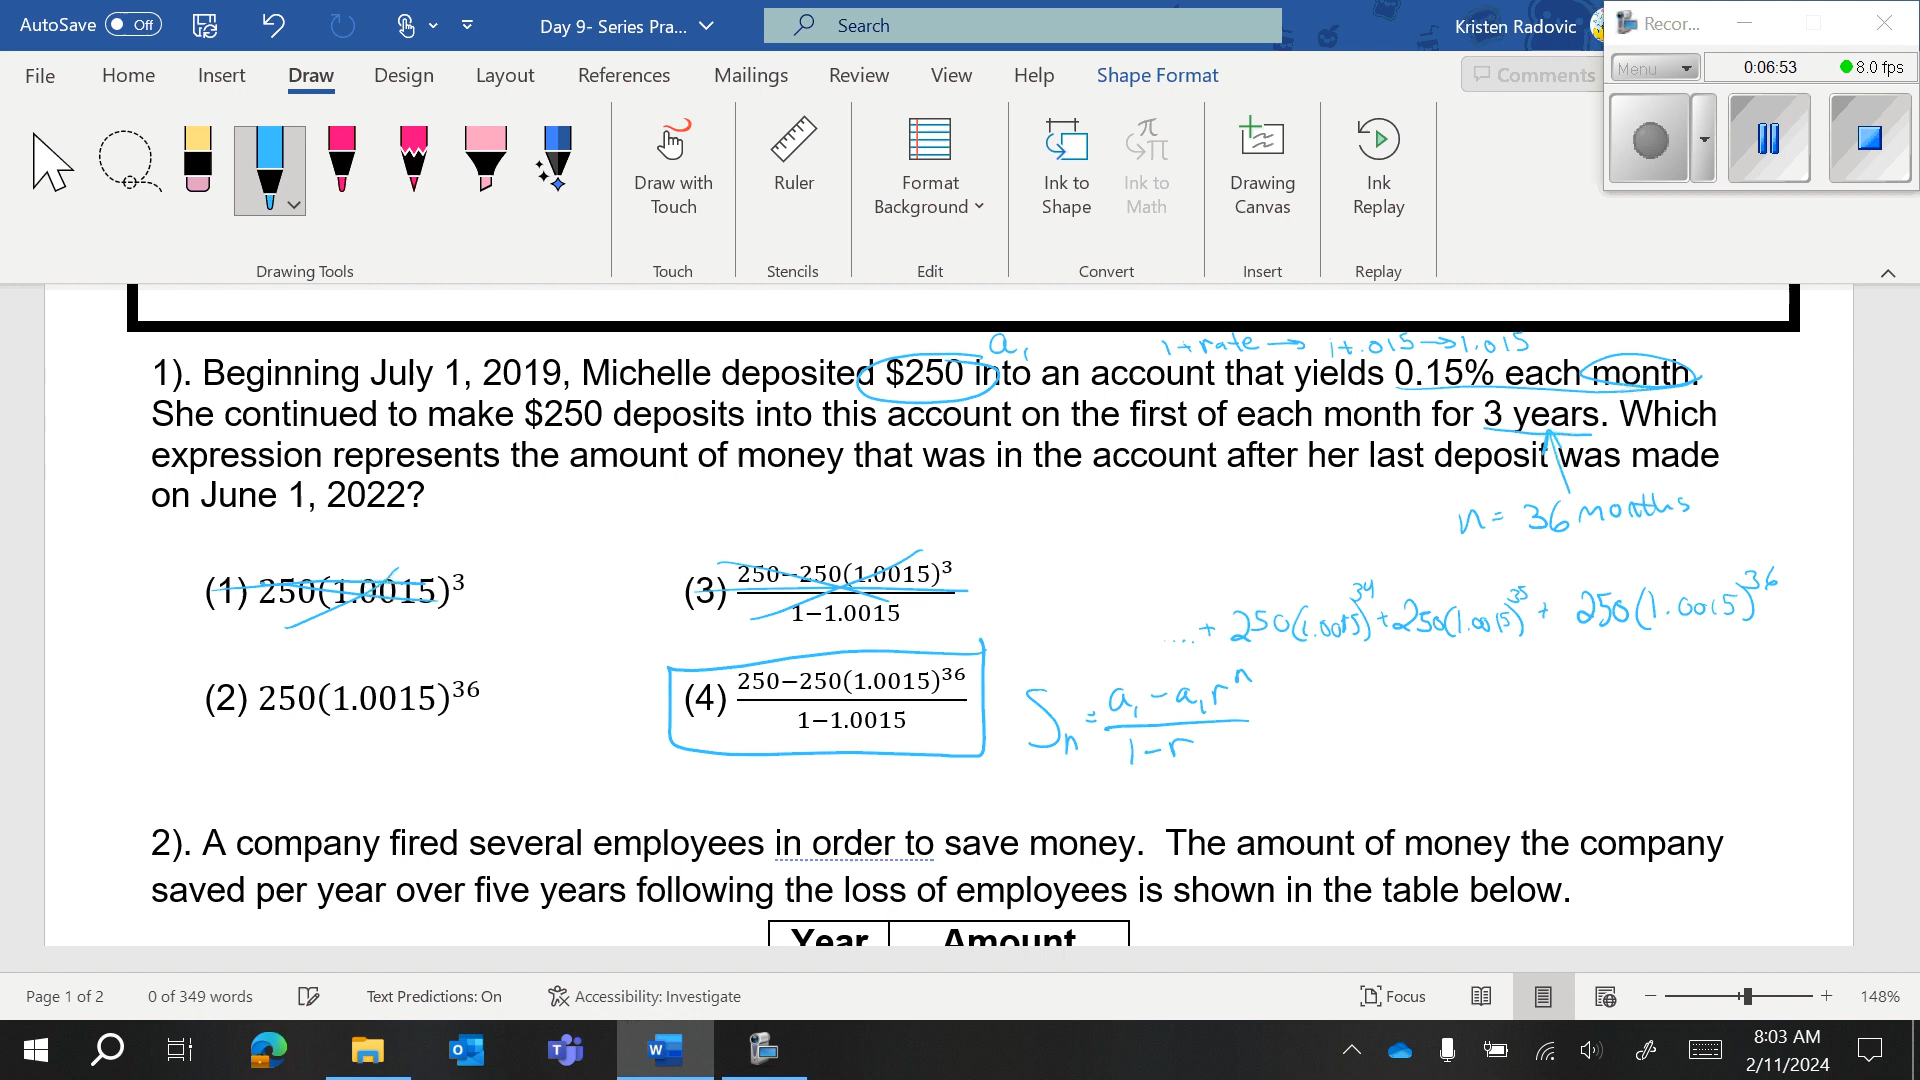 AutoSave Off Day 9- Series Pra... Search Kristen Radovic Recor...
File Home Insert Draw Design Layout References Mailings Review View Help Shape Format Comments
Menu 0:06:53 8.0 fps
Draw with Touch
Ruler
Format Background
Ink to Shape
Ink to Math
Drawing Canvas
Ink Replay
Drawing Tools Touch Stencils Edit Convert Insert Replay
a₁ 1+rate → 1+.015 → 1.015
1). Beginning July 1, 2019, Michelle deposited $250 into an account that yields 0.15% each month.
She continued to make $250 deposits into this account on the first of each month for 3 years. Which
expression represents the amount of money that was in the account after her last deposit was made
on June 1, 2022?
n = 36 months
(1) 250(1.0015)³ (3) 250−250(1.0015)³ / 1−1.0015
.... + 250(1.0015)³⁴ + 250(1.0015)³⁵ + 250(1.0015)³⁶
(2) 250(1.0015)³⁶ (4) 250−250(1.0015)³⁶ / 1−1.0015
Sₙ = a₁ − a₁rⁿ / 1−r
2). A company fired several employees in order to save money. The amount of money the company
saved per year over five years following the loss of employees is shown in the table below.
Year Amount
Page 1 of 2 0 of 349 words Text Predictions: On Accessibility: Investigate Focus 148%
8:03 AM
2/11/2024